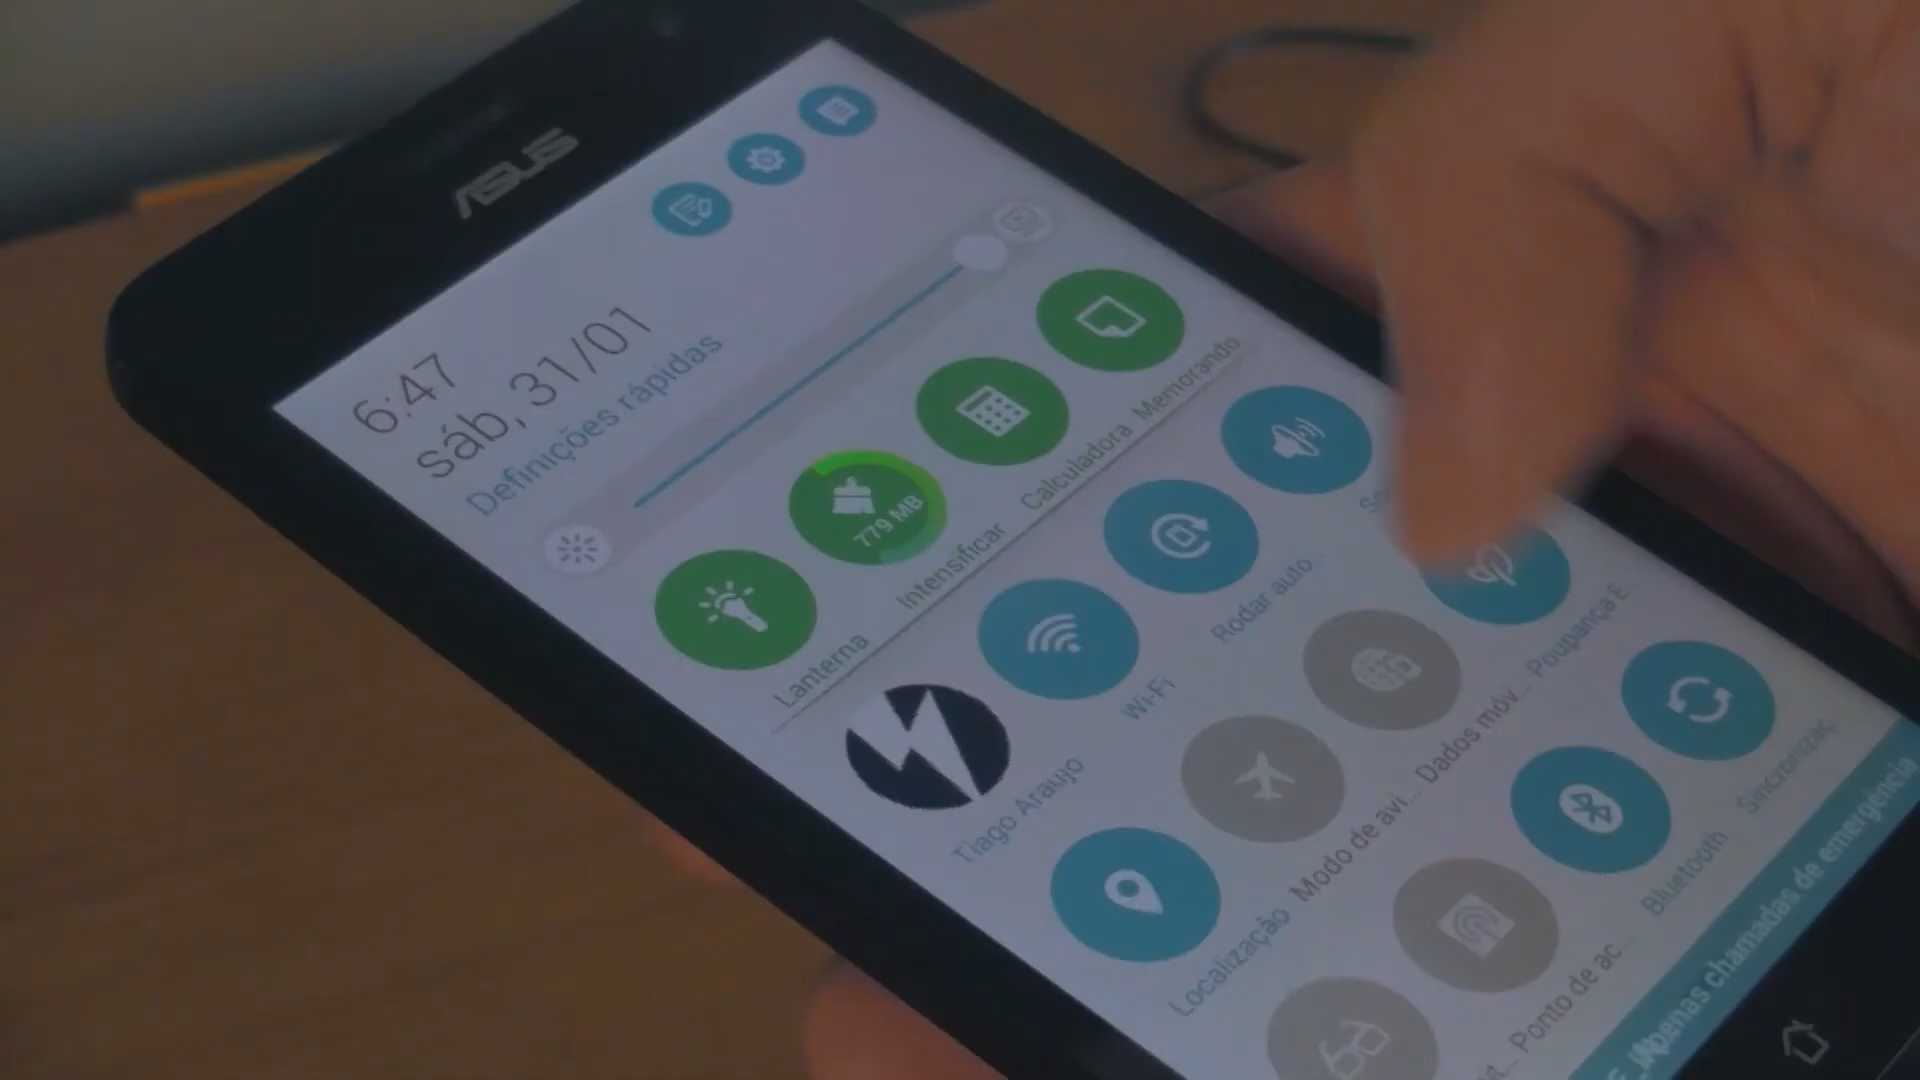 ASUS
6:47
sáb, 31/01
Definições rápidas
779 MB
Lanterna
Intensificar
Calculadora
Memorando
Tiago Araujo
Wi-Fi
Rodar auto...
Localização
Modo de avi...
Dados móv...
Poupança E
Ponto de ac...
Bluetooth
Sincronizaç
Apenas chamadas de emergência